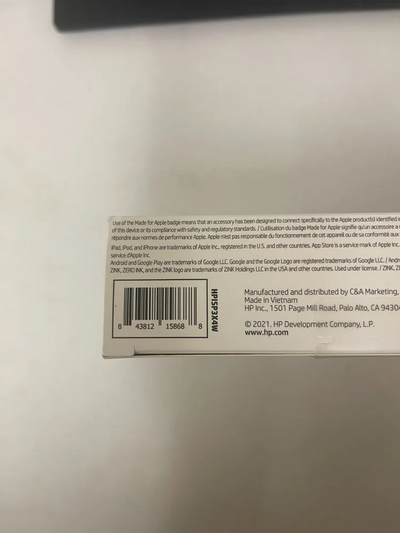 Use of the Made for Apple badge means that an accessory has been designed to connect specifically to the Apple product(s) identified
of this device or its compliance with safety and regulatory standards. / L'utilisation du badge Made for Apple signifie qu'un accessoire a
répondre aux normes de performance Apple. Apple n'est pas responsable du fonctionnement de cet appareil ou de sa conformité aux
iPad, iPod, and iPhone are trademarks of Apple Inc., registered in the U.S. and other countries. App Store is a service mark of Apple Inc.
service d'Apple Inc.
Android and Google Play are trademarks of Google LLC. Google and the Google Logo are registered trademarks of Google LLC. /
ZINK, ZERO INK, and the ZINK logo are trademarks of ZINK Holdings LLC in the USA and other countries. Used under license. / ZINK,
8 43812 15868 8
HPISP3X4W
Manufactured and distributed by C&A Marketing,
Made in Vietnam
HP Inc., 1501 Page Mill Road, Palo Alto, CA 9430
© 2021. HP Development Company, L.P.
www.hp.com